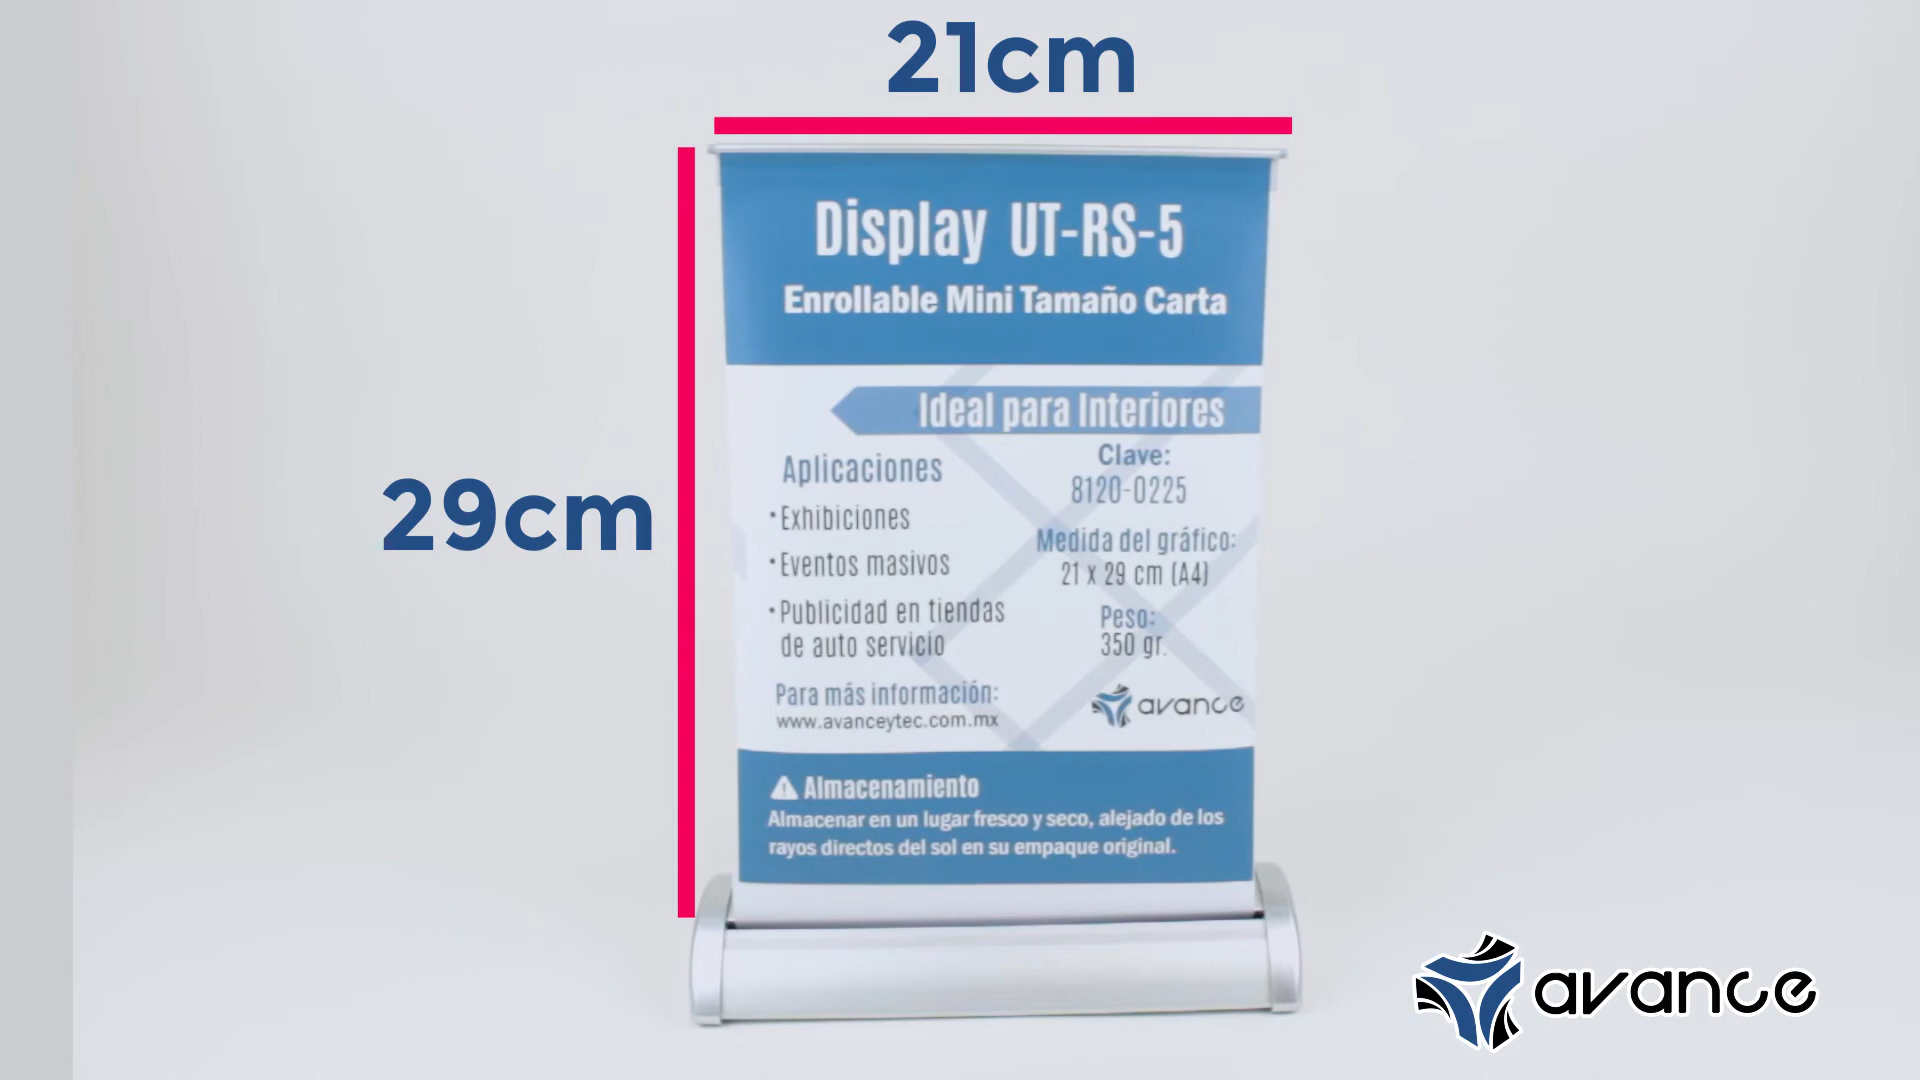 21cm
29cm
Display UT-RS-5
Enrollable Mini Tamaño Carta
Ideal para Interiores
Aplicaciones
•Exhibiciones
•Eventos masivos
•Publicidad en tiendas
de auto servicio
Clave:
8120-0225
Medida del gráfico:
21 x 29 cm (A4)
Peso:
350 gr.
Para más información:
www.avanceytec.com.mx
avance
Almacenamiento
Almacenar en un lugar fresco y seco, alejado de los
rayos directos del sol en su empaque original.
avance